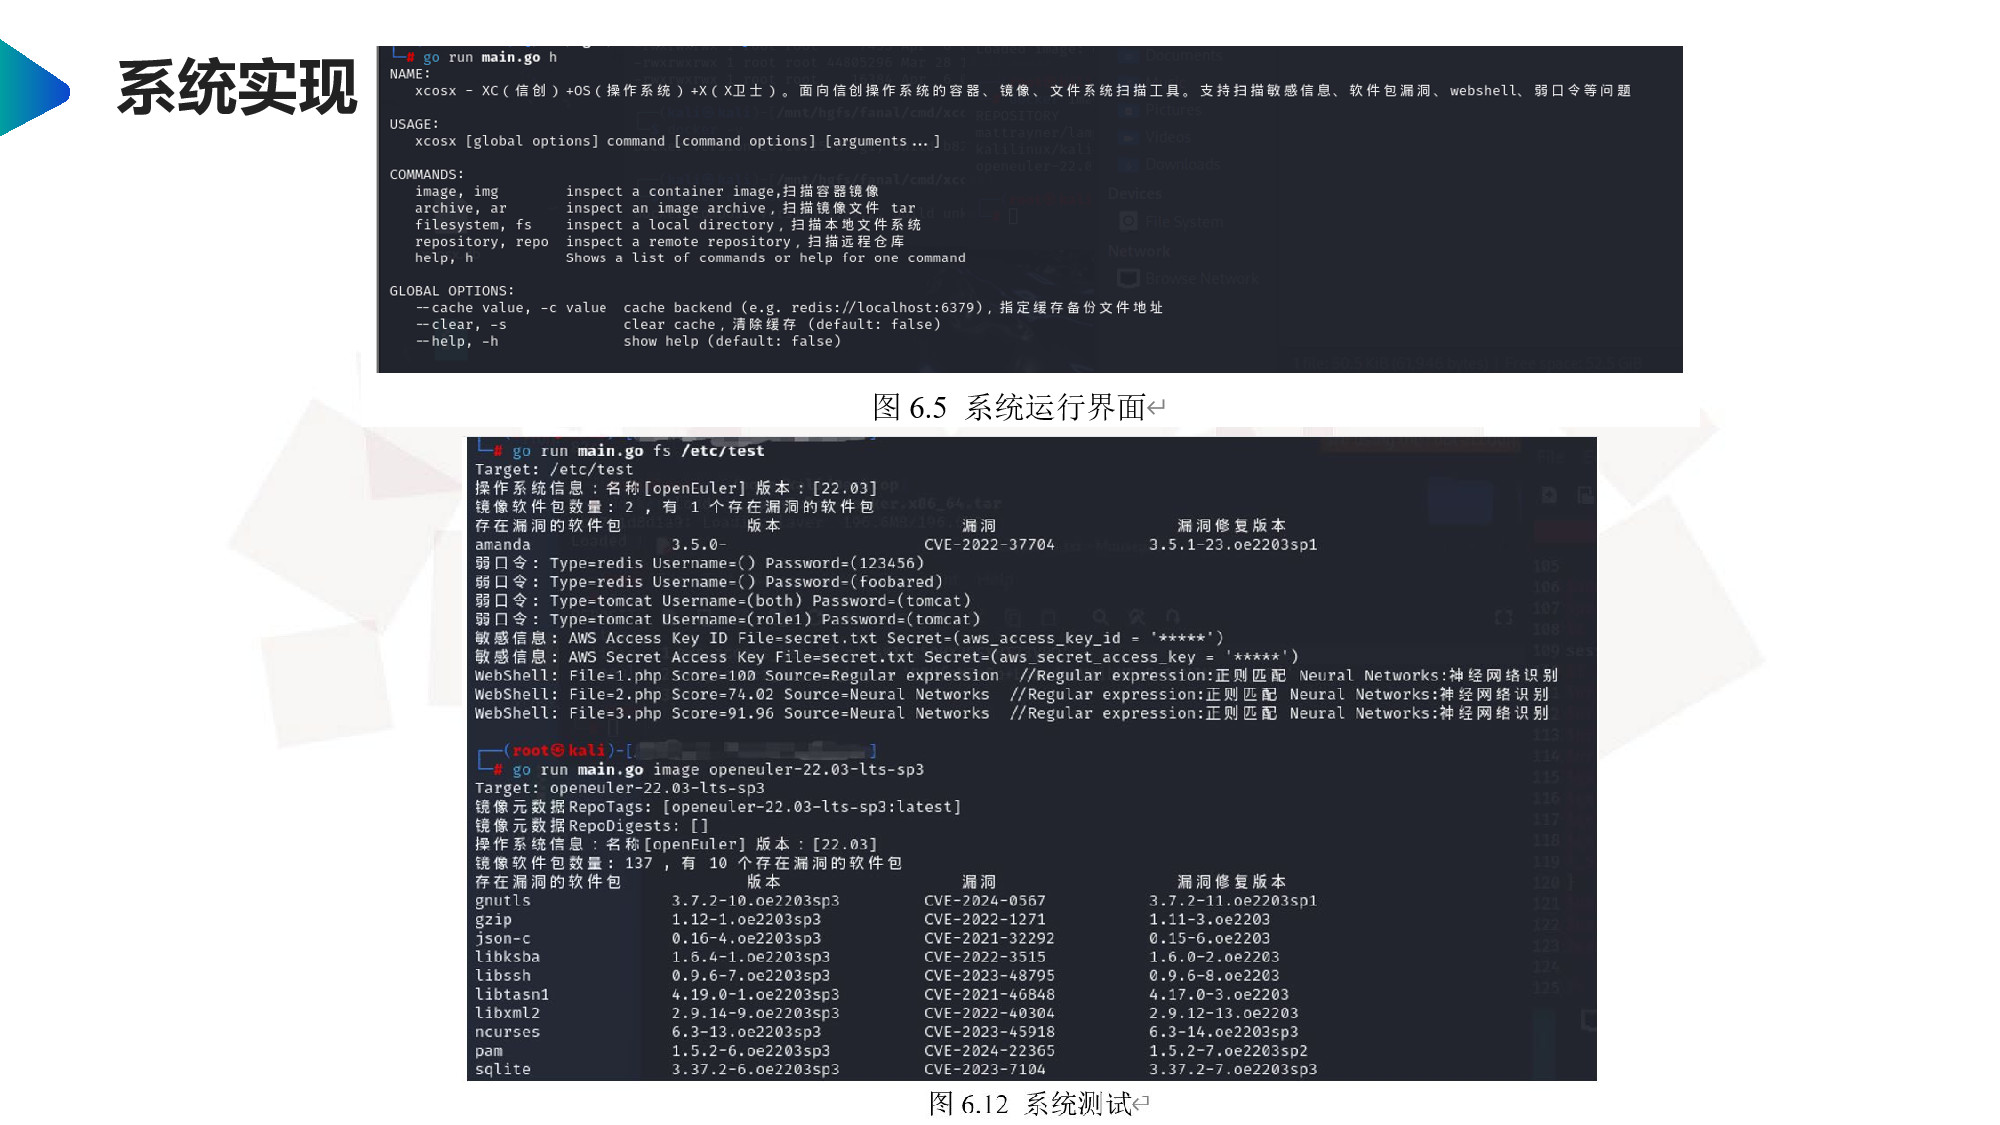 系统实现
└─# go run main.go h
NAME:
xcosx - XC(信创)+OS(操作系统)+X(X卫士)。面向信创操作系统的容器、镜像、文件系统扫描工具。支持扫描敏感信息、软件包漏洞、webshell、弱口令等问题
USAGE:
xcosx [global options] command [command options] [arguments...]
COMMANDS:
image, img inspect a container image,扫描容器镜像
archive, ar inspect an image archive,扫描镜像文件 tar
filesystem, fs inspect a local directory,扫描本地文件系统
repository, repo inspect a remote repository,扫描远程仓库
help, h Shows a list of commands or help for one command
GLOBAL OPTIONS:
--cache value, -c value cache backend (e.g. redis://localhost:6379),指定缓存备份文件地址
--clear, -s clear cache,清除缓存 (default: false)
--help, -h show help (default: false)
图 6.5 系统运行界面
└─# go run main.go fs /etc/test
Target: /etc/test
操作系统信息:名称[openEuler] 版本:[22.03]
镜像软件包数量: 2 ,有 1 个存在漏洞的软件包
存在漏洞的软件包 版本 漏洞 漏洞修复版本
amanda 3.5.0- CVE-2022-37704 3.5.1-23.oe2203sp1
弱口令: Type=redis Username=() Password=(123456)
弱口令: Type=redis Username=() Password=(foobared)
弱口令: Type=tomcat Username=(both) Password=(tomcat)
弱口令: Type=tomcat Username=(role1) Password=(tomcat)
敏感信息: AWS Access Key ID File=secret.txt Secret=(aws_access_key_id = '*****')
敏感信息: AWS Secret Access Key File=secret.txt Secret=(aws_secret_access_key = '*****')
WebShell: File=1.php Score=100 Source=Regular expression //Regular expression:正则匹配 Neural Networks:神经网络识别
WebShell: File=2.php Score=74.02 Source=Neural Networks //Regular expression:正则匹配 Neural Networks:神经网络识别
WebShell: File=3.php Score=91.96 Source=Neural Networks //Regular expression:正则匹配 Neural Networks:神经网络识别
┌──(root㉿kali)-[ ]
└─# go run main.go image openeuler-22.03-lts-sp3
Target: openeuler-22.03-lts-sp3
镜像元数据RepoTags: [openeuler-22.03-lts-sp3:latest]
镜像元数据RepoDigests: []
操作系统信息:名称[openEuler] 版本:[22.03]
镜像软件包数量: 137 ,有 10 个存在漏洞的软件包
存在漏洞的软件包 版本 漏洞 漏洞修复版本
gnutls 3.7.2-10.oe2203sp3 CVE-2024-0567 3.7.2-11.oe2203sp1
gzip 1.12-1.oe2203sp3 CVE-2022-1271 1.11-3.oe2203
json-c 0.16-4.oe2203sp3 CVE-2021-32292 0.15-6.oe2203
libksba 1.6.4-1.oe2203sp3 CVE-2022-3515 1.6.0-2.oe2203
libssh 0.9.6-7.oe2203sp3 CVE-2023-48795 0.9.6-8.oe2203
libtasn1 4.19.0-1.oe2203sp3 CVE-2021-46848 4.17.0-3.oe2203
libxml2 2.9.14-9.oe2203sp3 CVE-2022-40304 2.9.12-13.oe2203
ncurses 6.3-13.oe2203sp3 CVE-2023-45918 6.3-14.oe2203sp3
pam 1.5.2-6.oe2203sp3 CVE-2024-22365 1.5.2-7.oe2203sp2
sqlite 3.37.2-6.oe2203sp3 CVE-2023-7104 3.37.2-7.oe2203sp3
图 6.12 系统测试